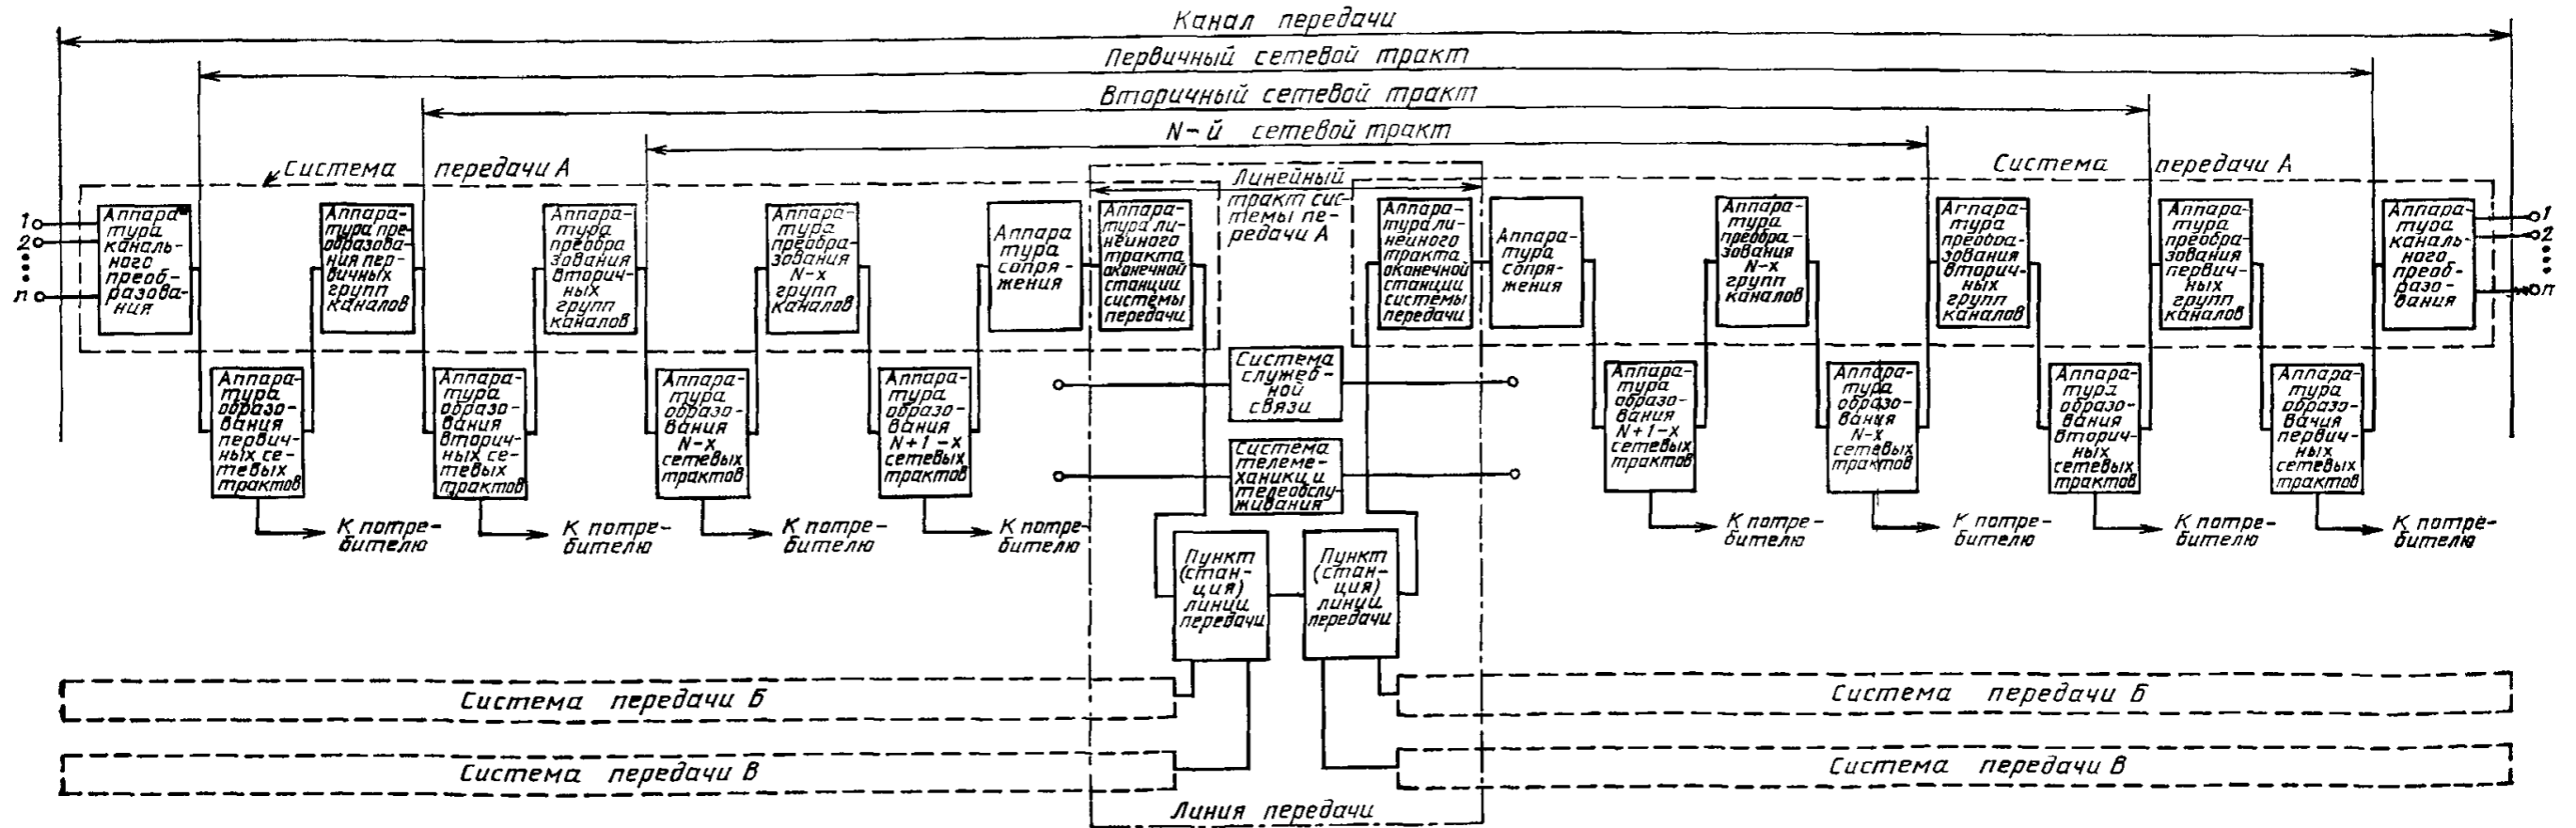 Канал передачи
Первичный сетевой тракт
Вторичный сетевой тракт
N-й сетевой тракт
Система передачи А
Линейный
тракт сис-
темы пе-
редачи А
Система передачи А
1
2
n
Аппара-
тура
каналь-
ного
преоб-
разова-
ния
Аппара-
тура пре-
образова-
ния пер-
вичных
групп
каналов
Аппара-
тура
преобра
зования
вторич-
ных
групп
каналов
Аппара-
тура
преобра-
зования
N-х
групп
каналов
Аппара
тура
сопря-
жения
Аппара-
тура ли-
нейного
тракта
оконечной
станции
системы
передачи
Аппара-
тура ли-
нейного
тракта
оконечной
станции
системы
передачи
Аппара-
тура
сопря-
жения
Аппара-
тура
преобра-
зования
N-х
групп
каналов
Аппара-
тура
преобра-
зования
вторич-
ных
групп
каналов
Аппара-
тура
преобра-
зования
первич-
ных
групп
каналов
Аппара-
тура
каналь-
ного
преоб-
разо-
вания
1
2
n
Аппара-
тура
образо-
вания
первич-
ных се-
тевых
трактов
Аппара-
тура
образо-
вания
вторич-
ных се-
тевых
трактов
Аппара-
тура
образо-
вания
N-х
сетевых
трактов
Аппара-
тура
образо-
вания
N+1-х
сетевых
трактов
Система
служеб-
ной
связи
Система
телеме-
ханики и
телеобслу-
живания
Аппара-
тура
образо-
вания
N+1-х
сетевых
трактов
Аппара-
тура
образо-
вания
N-х
сетевых
трактов
Аппара-
тура
образо-
вания
вторич-
ных
сетевых
трактов
Аппара-
тура
образо-
вания
первич-
ных
сетевых
трактов
К потре-
бителю
К потре-
бителю
К потре-
бителю
К потре-
бителю
К потре-
бителю
К потре-
бителю
К потре-
бителю
К потре-
бителю
Пункт
(стан-
ция)
линии
передачи
Пункт
(стан-
ция)
линии
передачи
Система передачи Б
Система передачи Б
Система передачи В
Система передачи В
Линия передачи